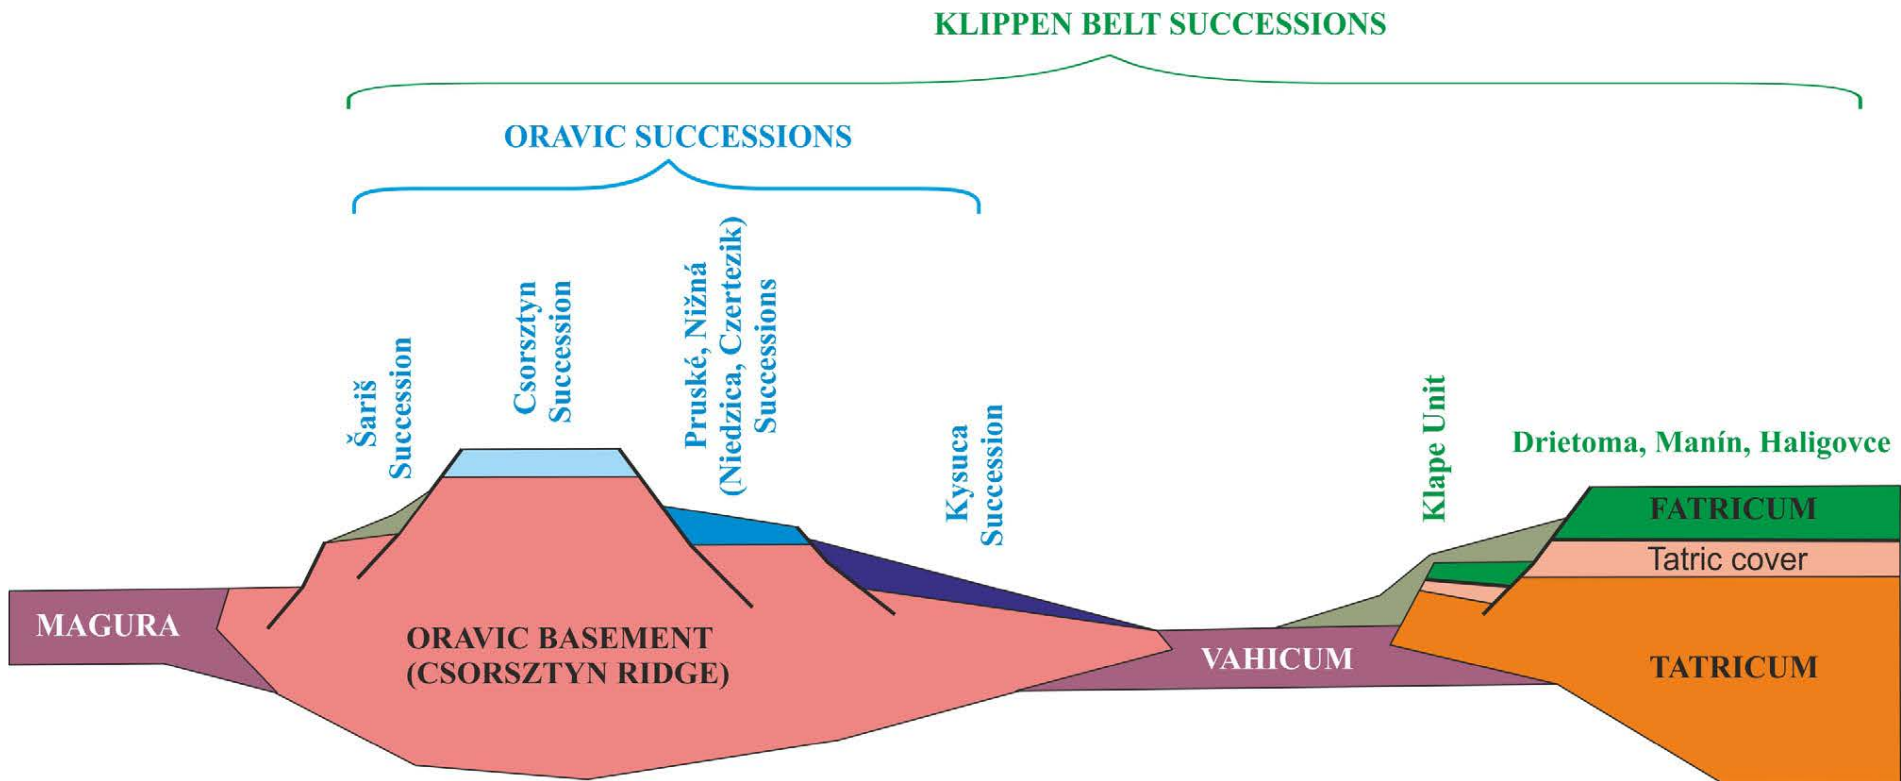 KLIPPEN BELT SUCCESSIONS
ORAVIC SUCCESSIONS
Šariš
Succession
Csorsztyn
Succession
Pruské, Nižná
(Niedzica, Czertezik)
Successions
Kysuca
Succession
Klape Unit
Drietoma, Manín, Haligovce
FATRICUM
Tatric cover
MAGURA
ORAVIC BASEMENT
(CSORSZTYN RIDGE)
VAHICUM
TATRICUM